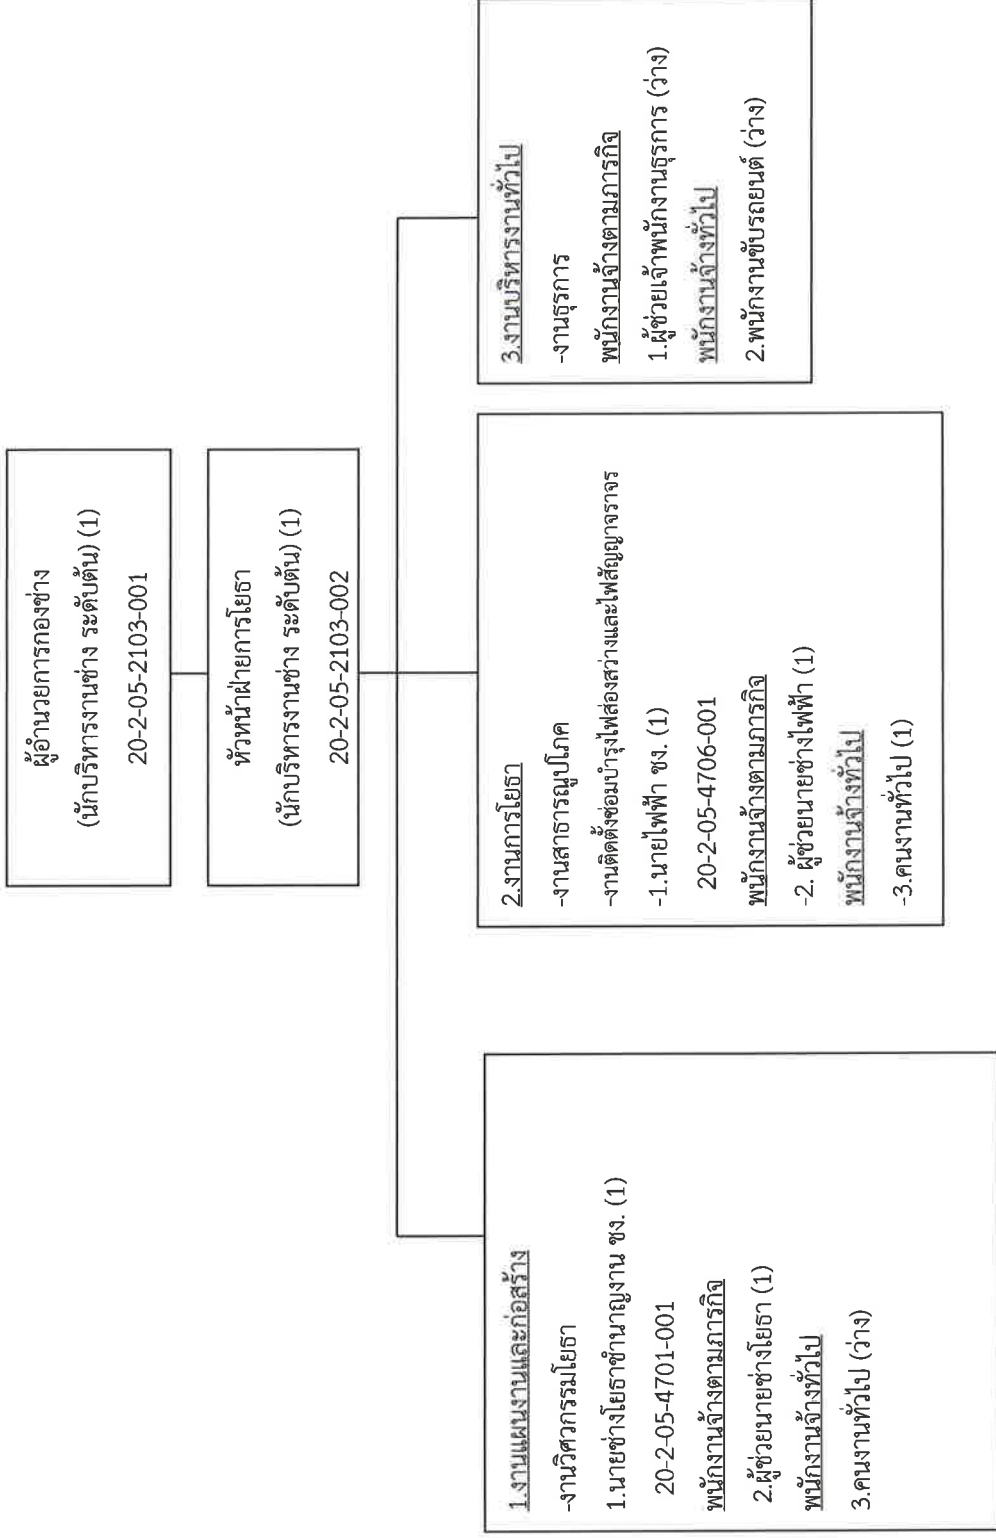 ผู้อำนวยการกองช่าง
(นักบริหารงานช่าง ระดับต้น) (1)
20-2-05-2103-001
หัวหน้าฝ่ายการโยธา
(นักบริหารงานช่าง ระดับต้น) (1)
20-2-05-2103-002
1.งานแผนงานและก่อสร้าง
-งานวิศวกรรมโยธา
1.นายช่างโยธาชำนาญงาน ชง. (1)
20-2-05-4701-001
พนักงานจ้างตามภารกิจ
2.ผู้ช่วยนายช่างโยธา (1)
พนักงานจ้างทั่วไป
3.คนงานทั่วไป (ว่าง)
2.งานการโยธา
-งานสาธารณูปโภค
-งานติดตั้งซ่อมบำรุงไฟส่องสว่างและไฟสัญญาจราจร
-1.นายไฟฟ้า ชง. (1)
20-2-05-4706-001
พนักงานจ้างตามภารกิจ
-2. ผู้ช่วยนายช่างไฟฟ้า (1)
พนักงานจ้างทั่วไป
-3.คนงานทั่วไป (1)
3.งานบริหารงานทั่วไป
-งานธุรการ
พนักงานจ้างตามภารกิจ
1.ผู้ช่วยเจ้าพนักงานธุรการ (ว่าง)
พนักงานจ้างทั่วไป
2.พนักงานขับรถยนต์ (ว่าง)